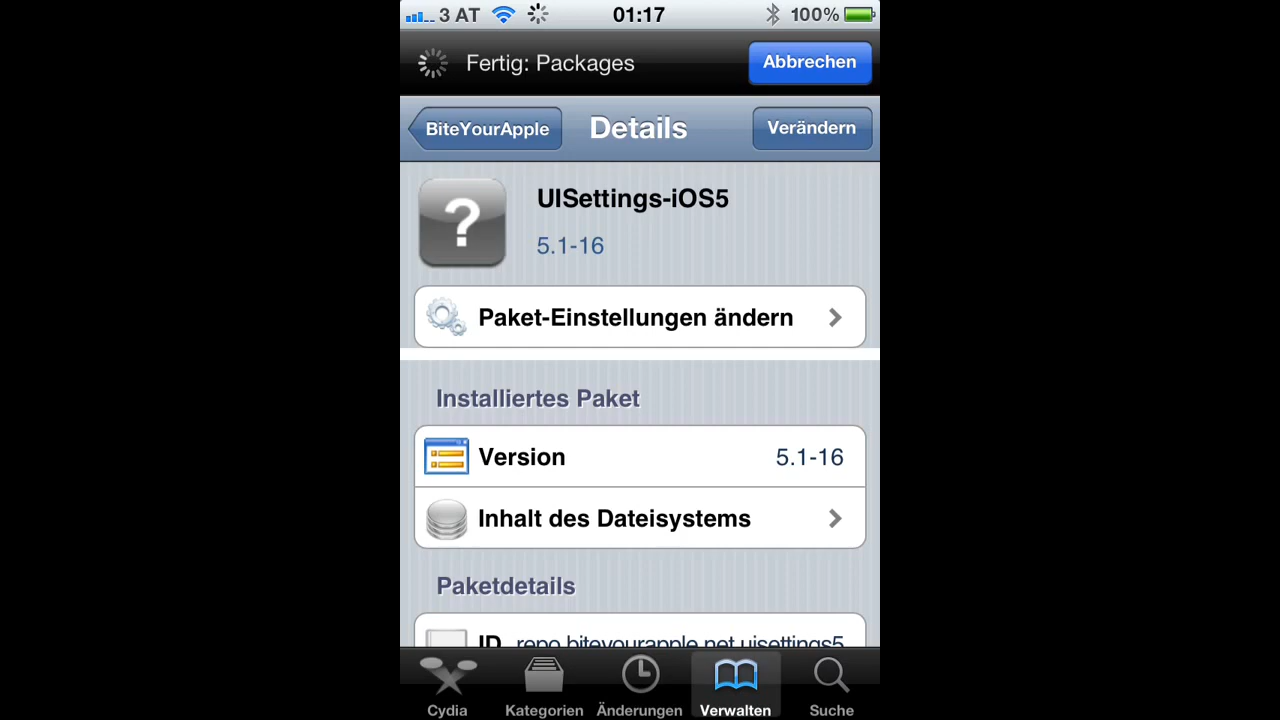 3 AT 01:17 100%
Fertig: Packages Abbrechen
BiteYourApple Details Verändern
? UISettings-iOS5
5.1-16
Paket-Einstellungen ändern
Installiertes Paket
Version 5.1-16
Inhalt des Dateisystems
Paketdetails
ID repo.biteyourapple.net.uisettings5
Cydia Kategorien Änderungen Verwalten Suche